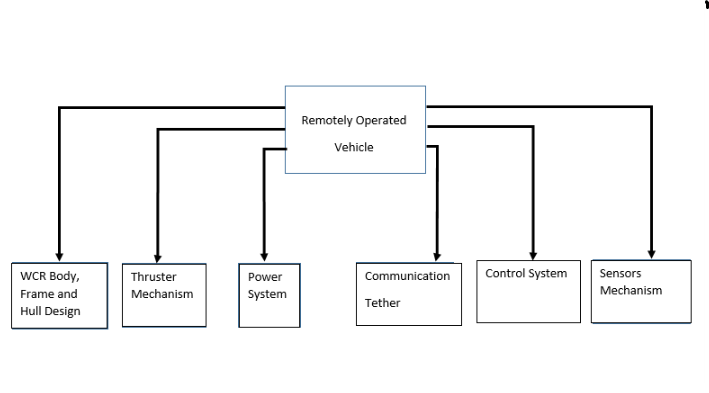 Remotely Operated
Vehicle
WCR Body,
Frame and
Hull Design
Thruster
Mechanism
Power
System
Communication
Tether
Control System
Sensors
Mechanism